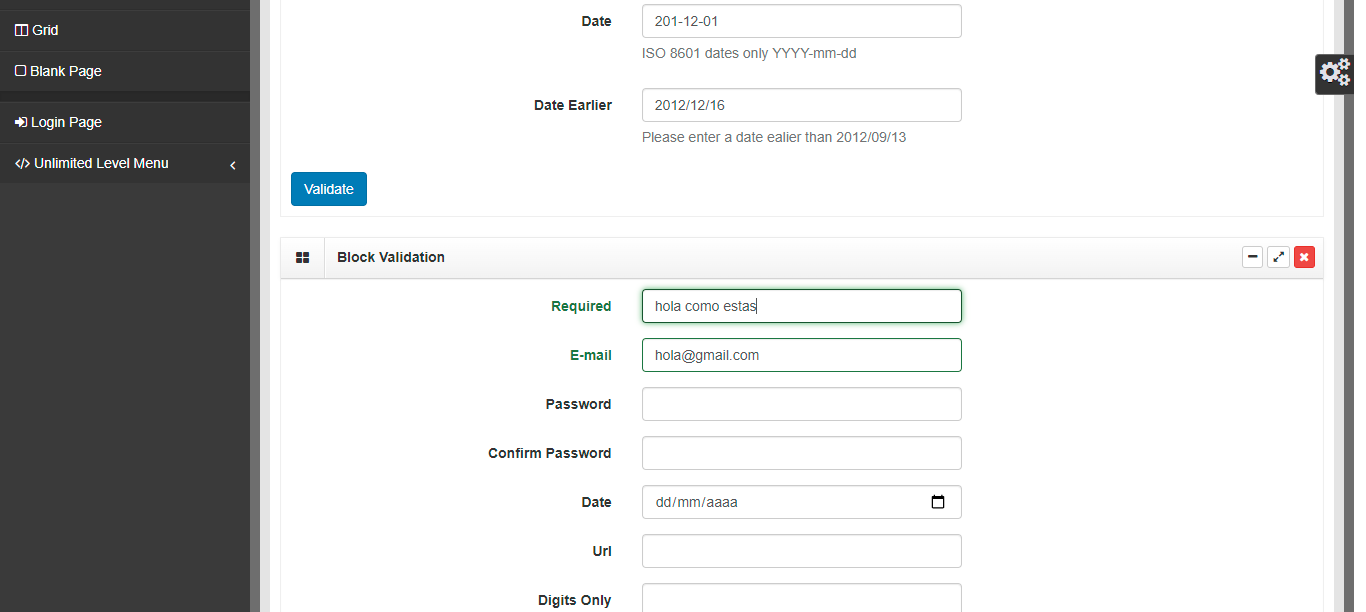 Grid
Blank Page
Login Page
Unlimited Level Menu
Date
201-12-01
ISO 8601 dates only YYYY-mm-dd
Date Earlier
2012/12/16
Please enter a date ealier than 2012/09/13
Validate
Block Validation
Required
hola como estas
E-mail
hola@gmail.com
Password
Confirm Password
Date
dd/mm/aaaa
Url
Digits Only